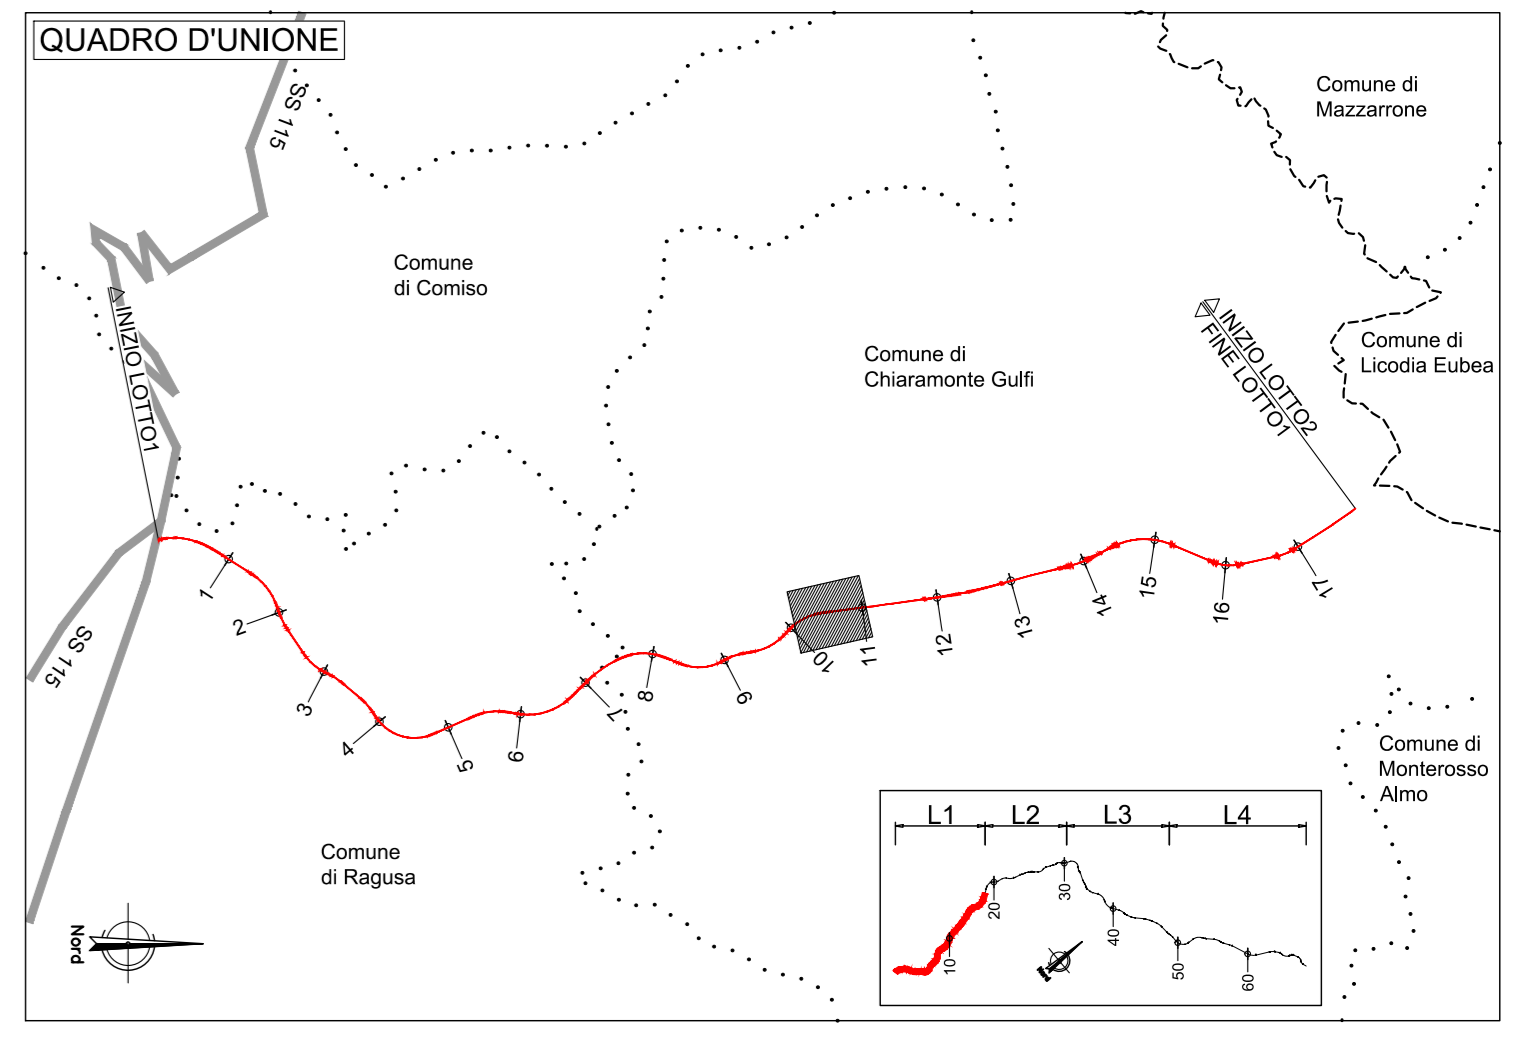 QUADRO D'UNIONE
SS 115
Comune di
Mazzarrone
Comune
di Comiso
INIZIO LOTTO1
Comune di
Chiaramonte Gulfi
INIZIO LOTTO2
FINE LOTTO1
Comune di
Licodia Eubea
1
2
3
4
5
6
7
8
9
10
11
12
13
14
15
16
17
SS 115
Comune
di Ragusa
Comune di
Monterosso
Almo
Nord
L1 L2 L3 L4
10
20
30
40
50
60
Nord